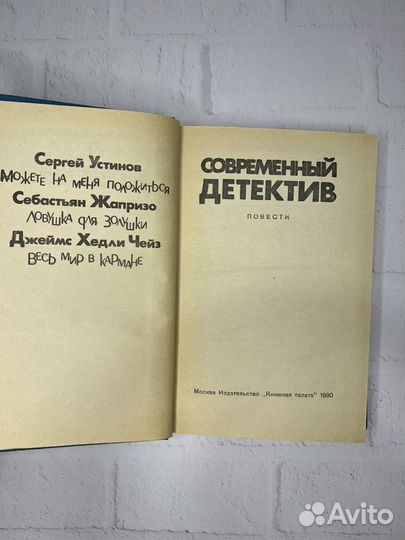 Сергей Устинов
Можете на меня положиться
Себастьян Жапризо
Ловушка для Золушки
Джеймс Хедли Чейз
Весь мир в кармане
СОВРЕМЕННЫЙ
ДЕТЕКТИВ
ПОВЕСТИ
Москва Издательство „Книжная палата" 1990
Avito